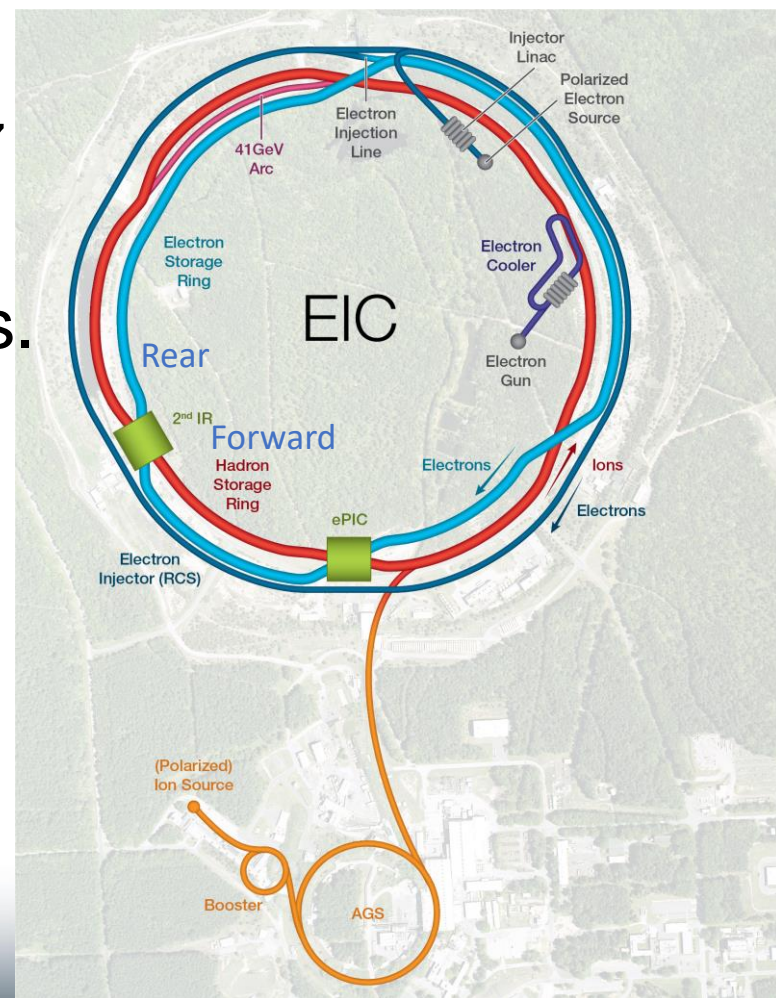 Injector
Linac
Polarized
Electron
Source
Electron
Injection
Line
41GeV
Arc
Electron
Storage
Ring
Electron
Cooler
s.
EIC
Rear
Electron
Gun
2nd IR
Forward
Hadron
Storage
Ring
Electrons
Ions
Electrons
ePIC
Electron
Injector (RCS)
(Polarized)
Ion Source
Booster
AGS